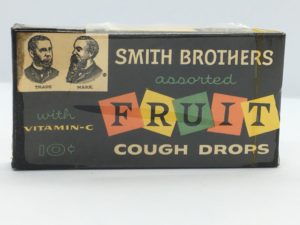 SMITH BROTHERS
TRADE MARK ®
assorted
with
VITAMIN-C
FRUIT
10¢
COUGH DROPS